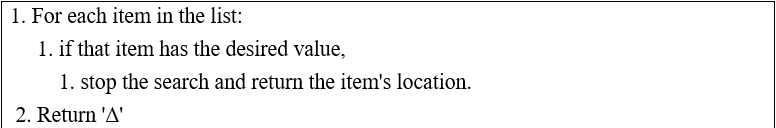 1. For each item in the list:
1. if that item has the desired value,
1. stop the search and return the item's location.
2. Return 'Δ'